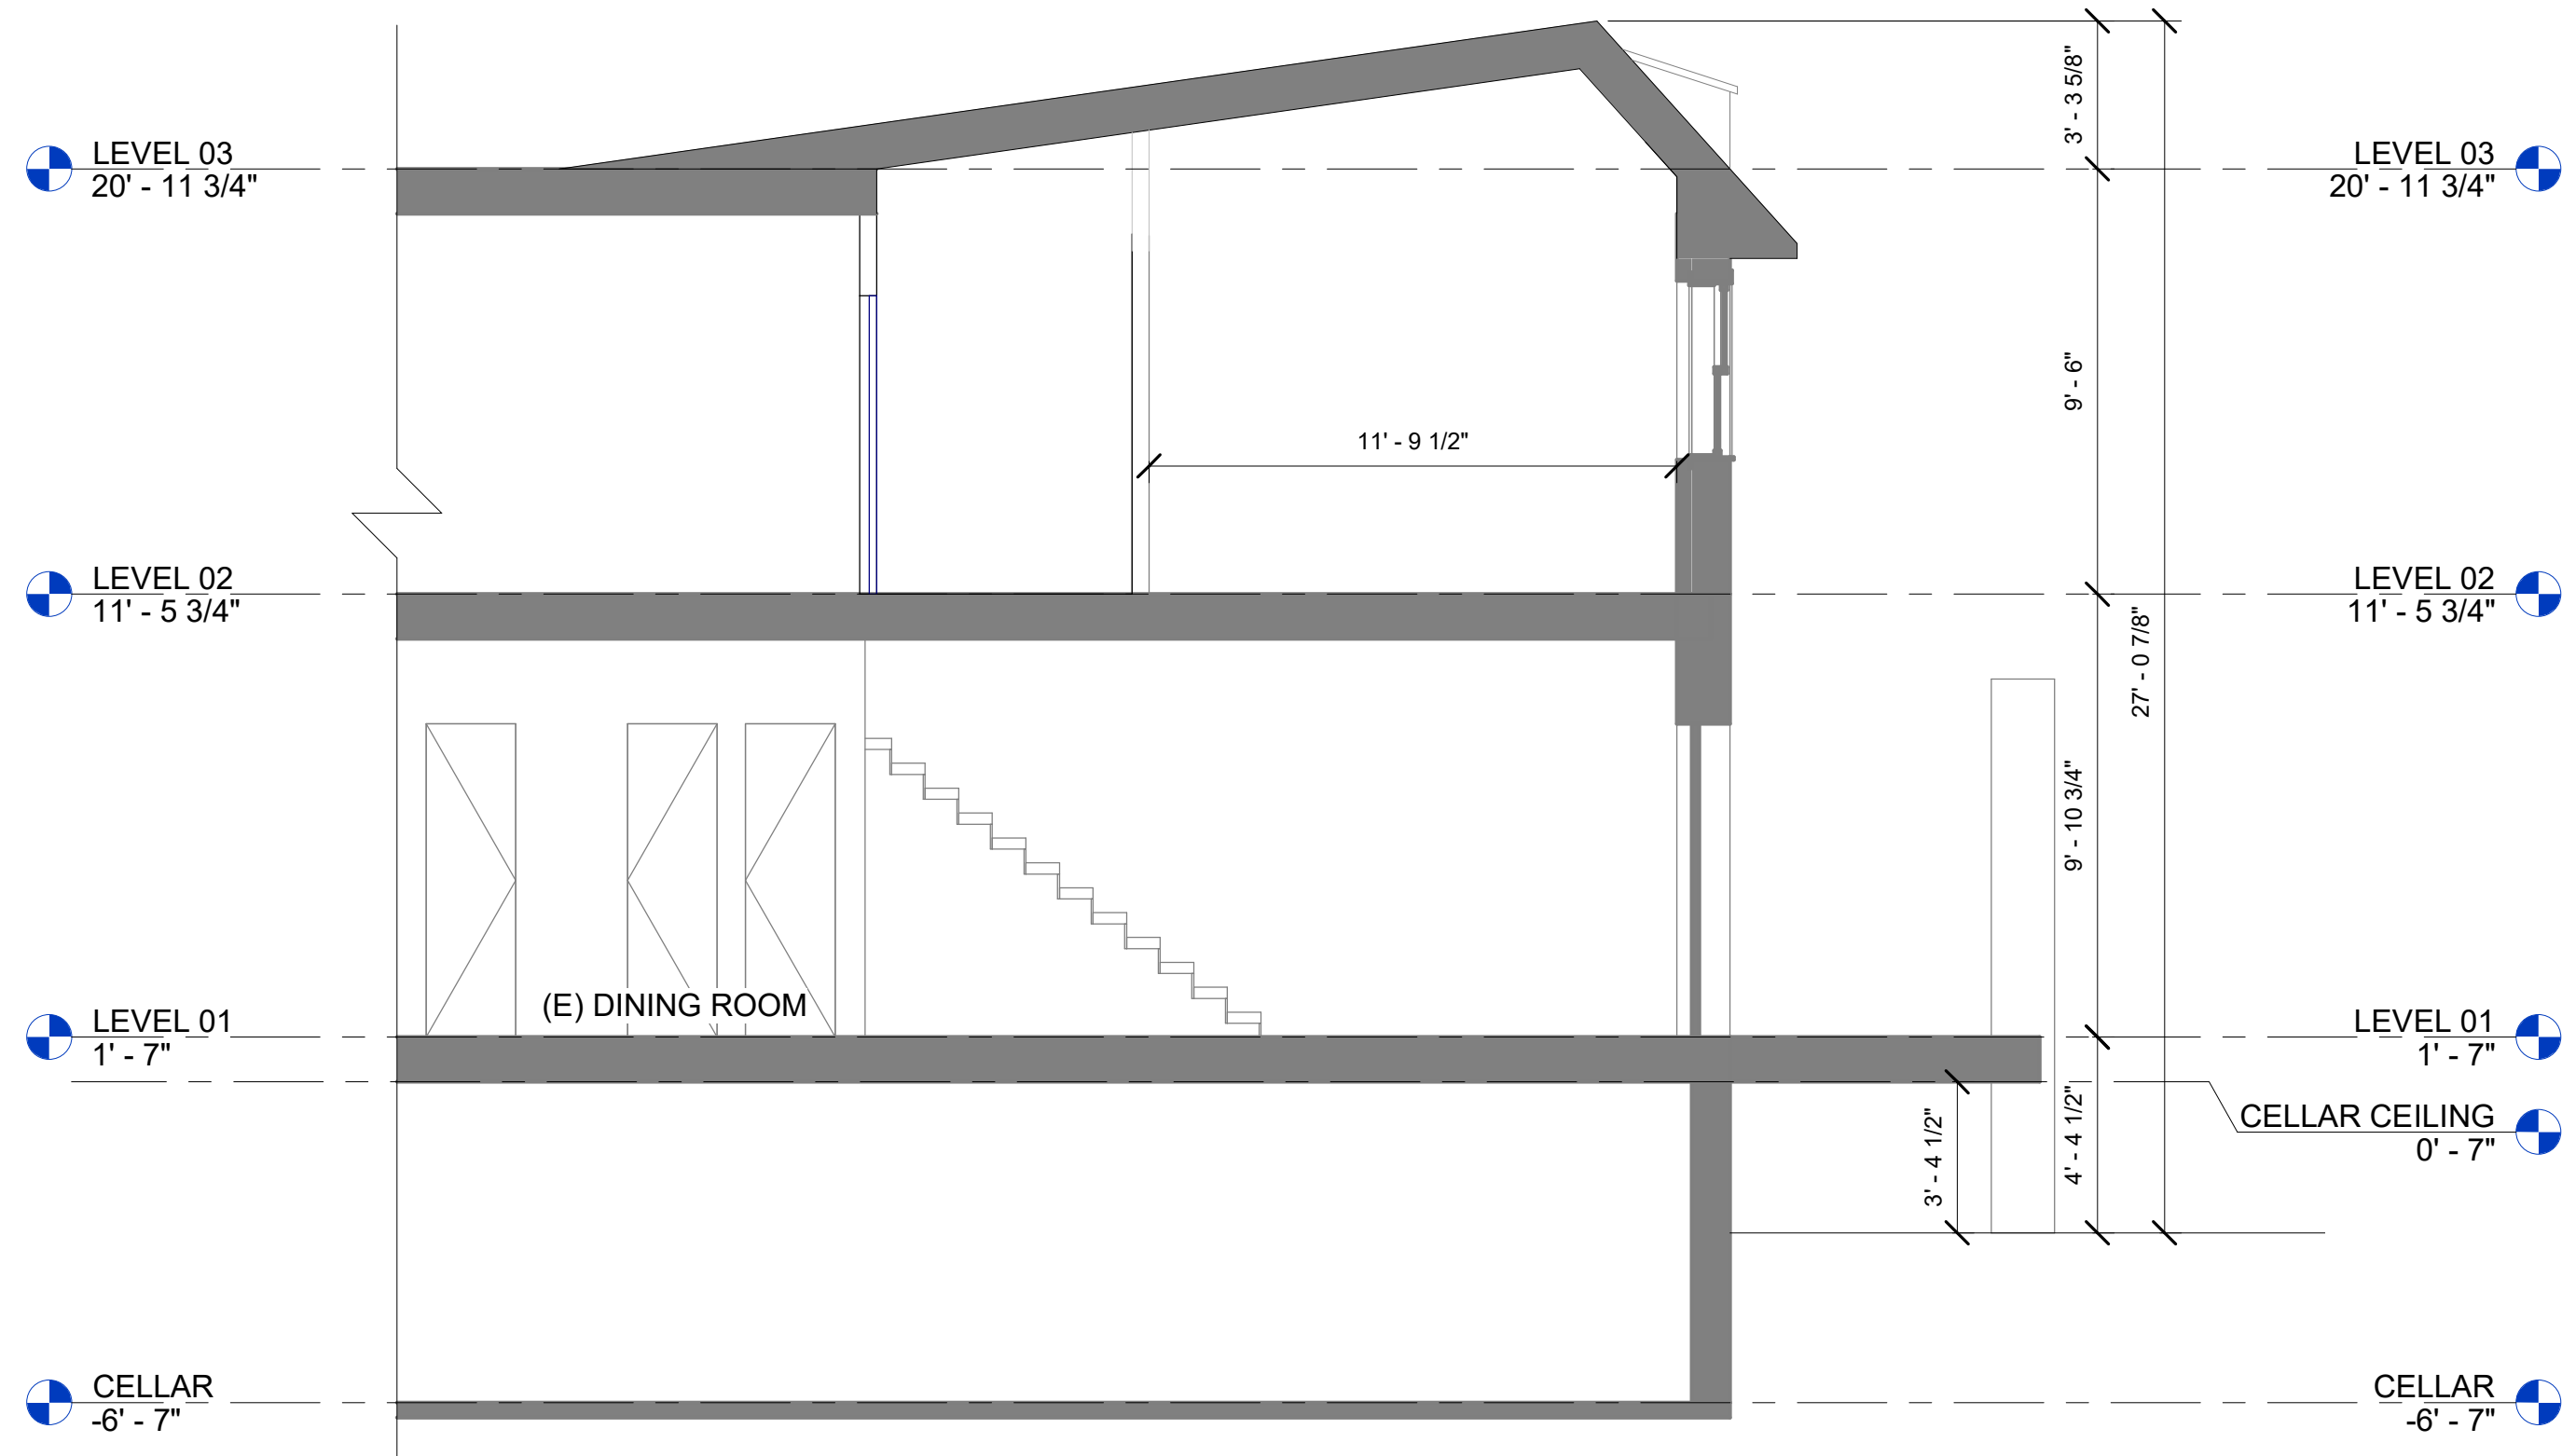 3' - 3 5/8"
LEVEL 03
20' - 11 3/4"
LEVEL 03
20' - 11 3/4"
9' - 6"
11' - 9 1/2"
LEVEL 02
11' - 5 3/4"
LEVEL 02
11' - 5 3/4"
27' - 0 7/8"
9' - 10 3/4"
(E) DINING ROOM
LEVEL 01
1' - 7"
LEVEL 01
1' - 7"
3' - 4 1/2"
4' - 4 1/2"
CELLAR CEILING
0' - 7"
CELLAR
-6' - 7"
CELLAR
-6' - 7"